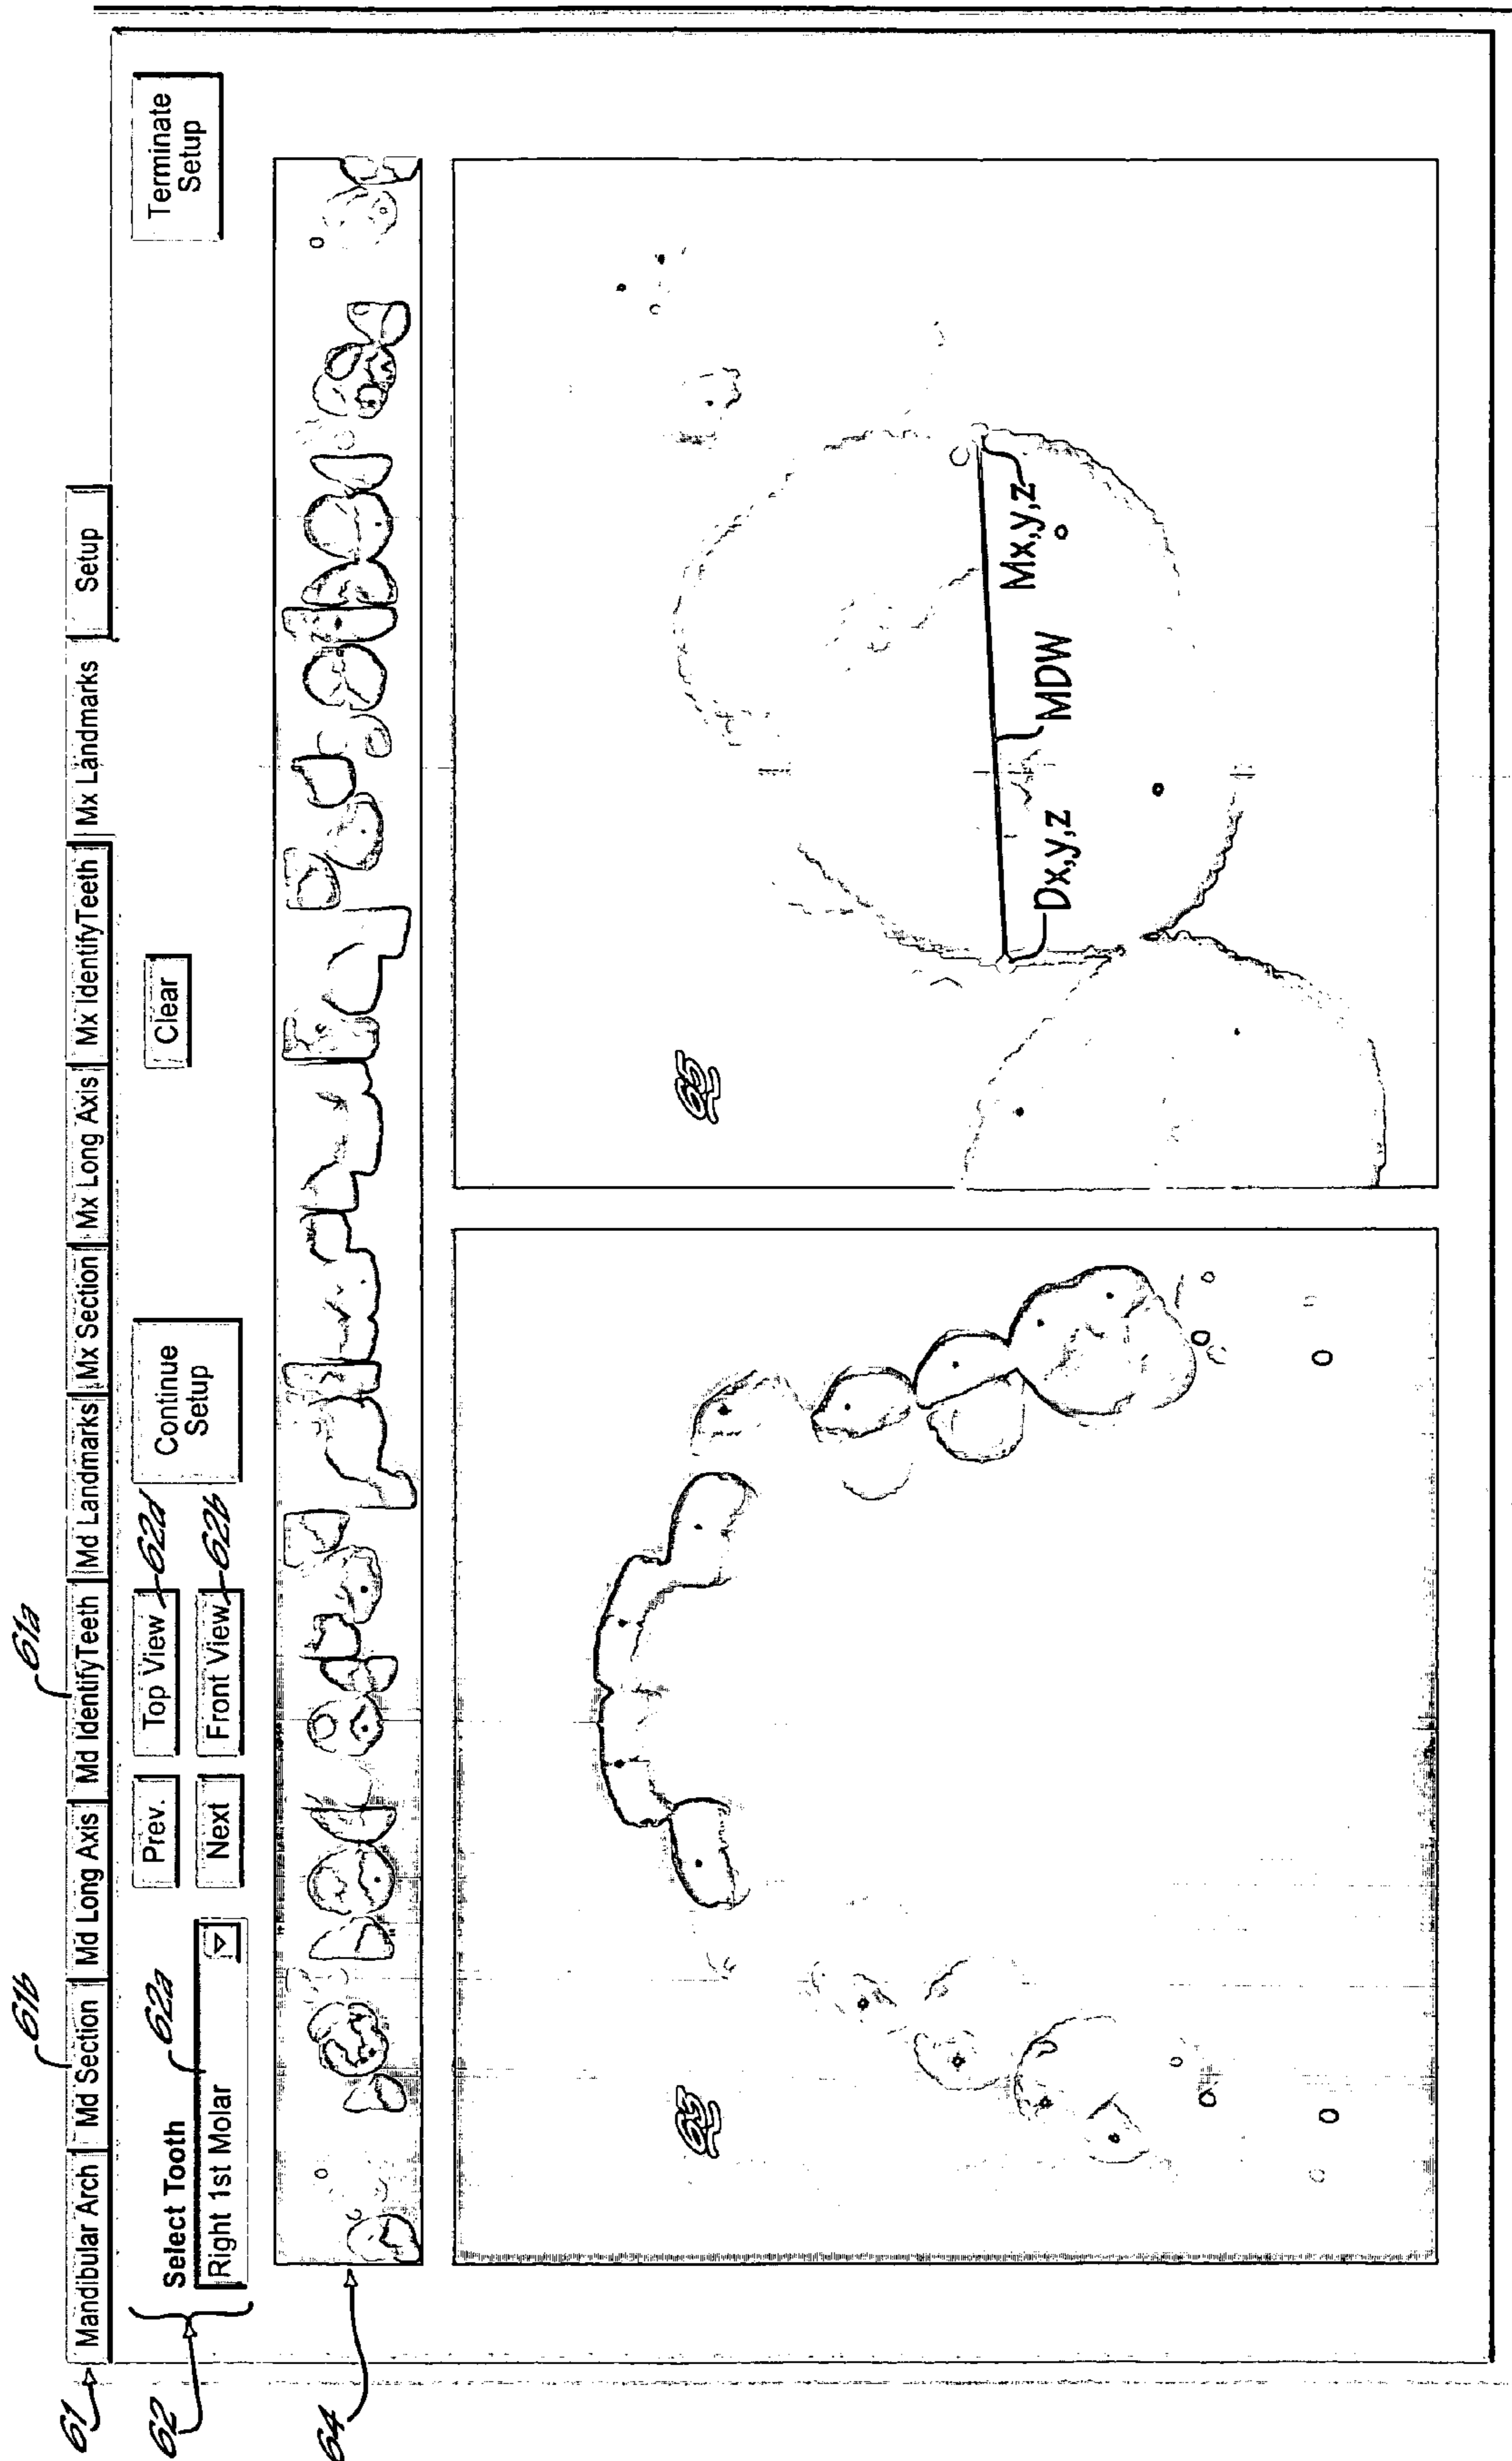 61b
61a
61
Mandibular Arch
Md Section
Md Long Axis
Md IdentifyTeeth
Md Landmarks
Mx Section
Mx Long Axis
Mx IdentifyTeeth
Mx Landmarks
Setup
62
Select Tooth
62a
Right 1st Molar
Prev.
Next
Top View
62d
Front View
62b
Continue
Setup
Clear
Terminate
Setup
64
63
65
Dx,y,z
MDW
Mx,y,z